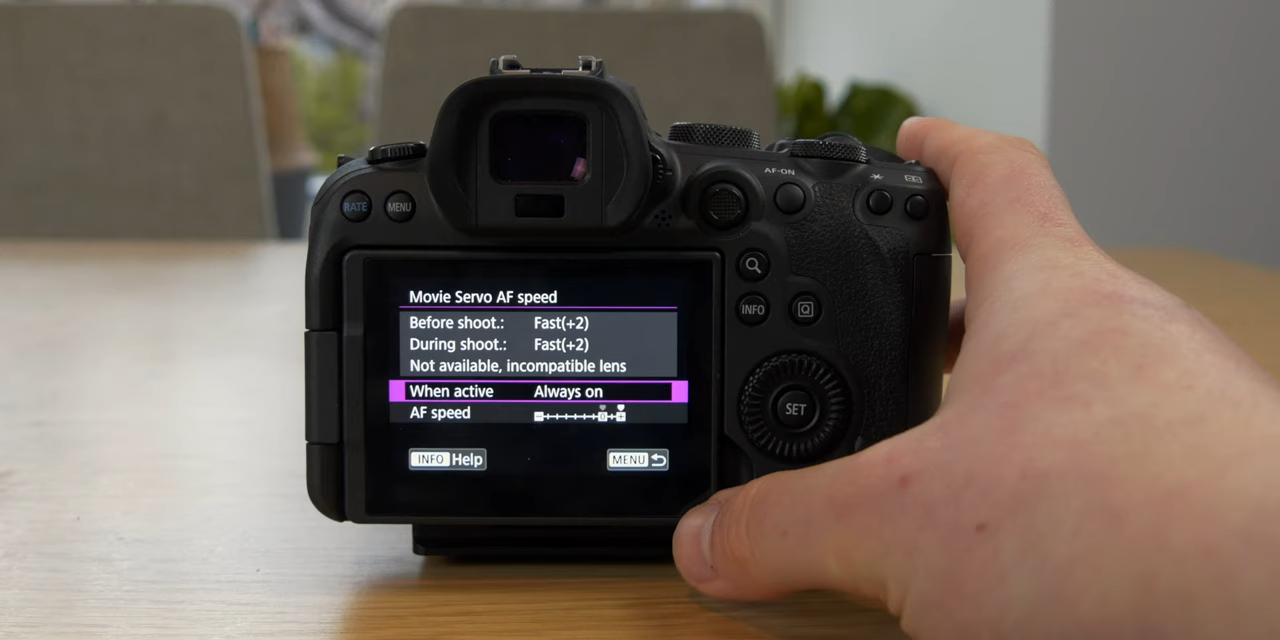 AF-ON
RATE
MENU
INFO
Q
SET
Movie Servo AF speed
Before shoot.: Fast(+2)
During shoot.: Fast(+2)
Not available, incompatible lens
When active Always on
AF speed
INFO Help
MENU